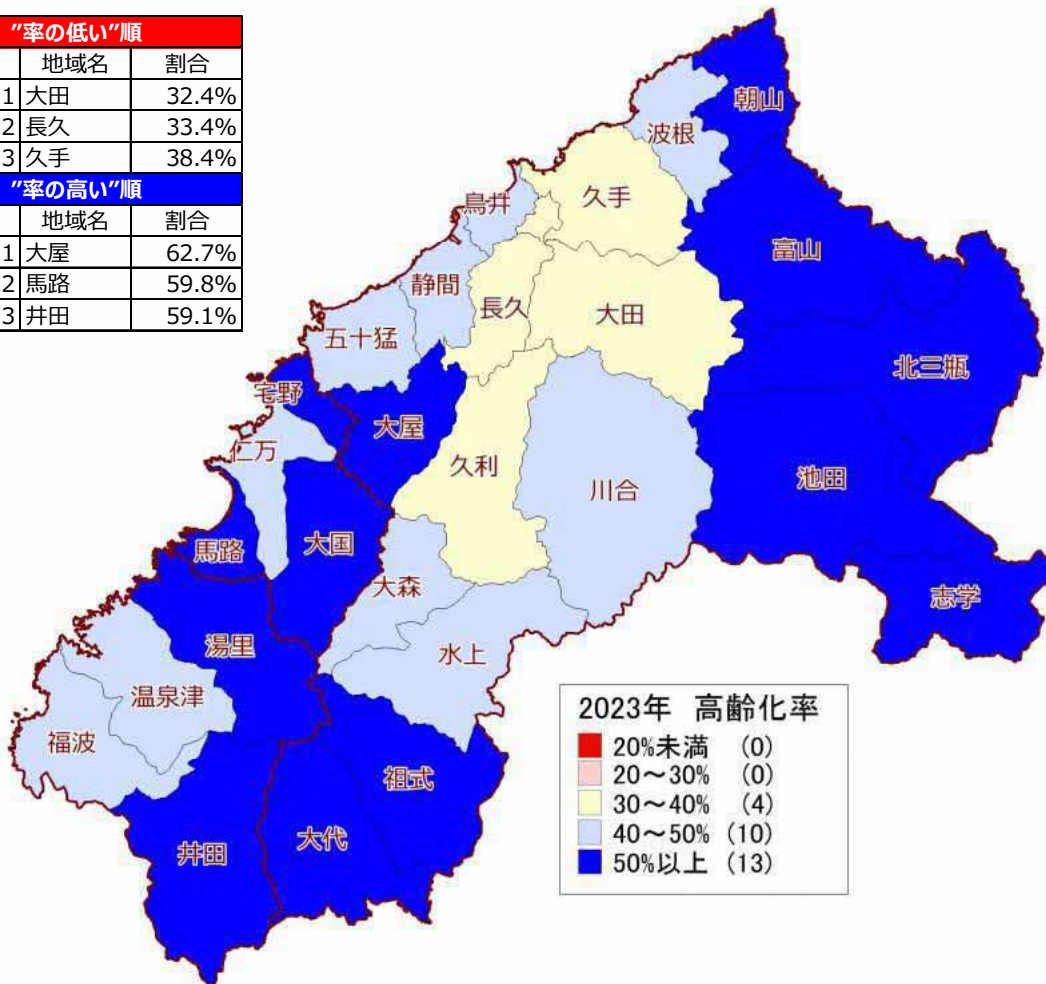 ”率の低い”順
地域名 割合
1 大田 32.4%
2 長久 33.4%
3 久手 38.4%
”率の高い”順
地域名 割合
1 大屋 62.7%
2 馬路 59.8%
3 井田 59.1%
朝山
波根
久手
鳥井
富山
静間
長久
大田
五十猛
北三瓶
宅野
大屋
仁万
久利
池田
川合
馬路
大国
大森
志学
湯里
水上
温泉津
福波
祖式
大代
井田
2023年 高齢化率
20%未満 (0)
20～30% (0)
30～40% (4)
40～50% (10)
50%以上 (13)